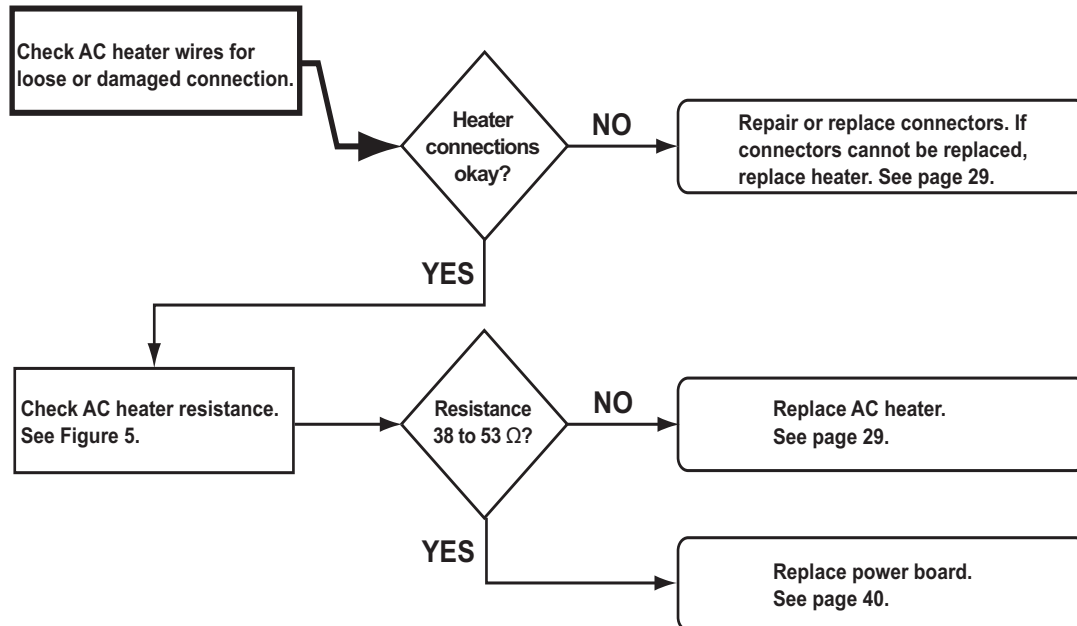 Check AC heater wires for
loose or damaged connection.
Heater
connections
okay?
NO
Repair or replace connectors. If
connectors cannot be replaced,
replace heater. See page 29.
YES
Check AC heater resistance.
See Figure 5.
Resistance
38 to 53 Ω?
NO
Replace AC heater.
See page 29.
YES
Replace power board.
See page 40.